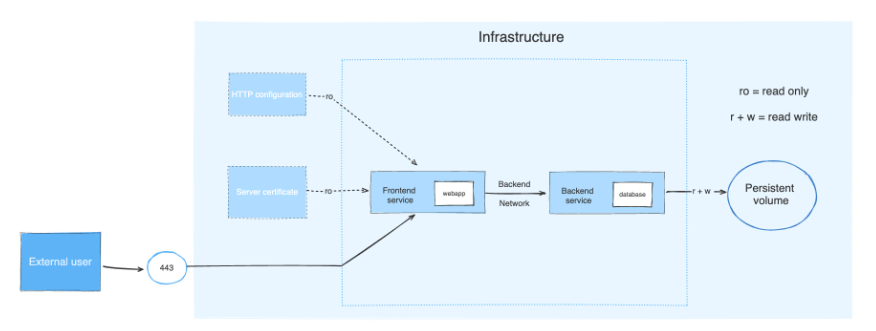 Infrastructure
HTTP configuration
ro
ro = read only
r + w = read write
Server certificate
ro
Frontend
service
webapp
Backend
Network
Backend
service
database
r + w
Persistent
volume
External user
443